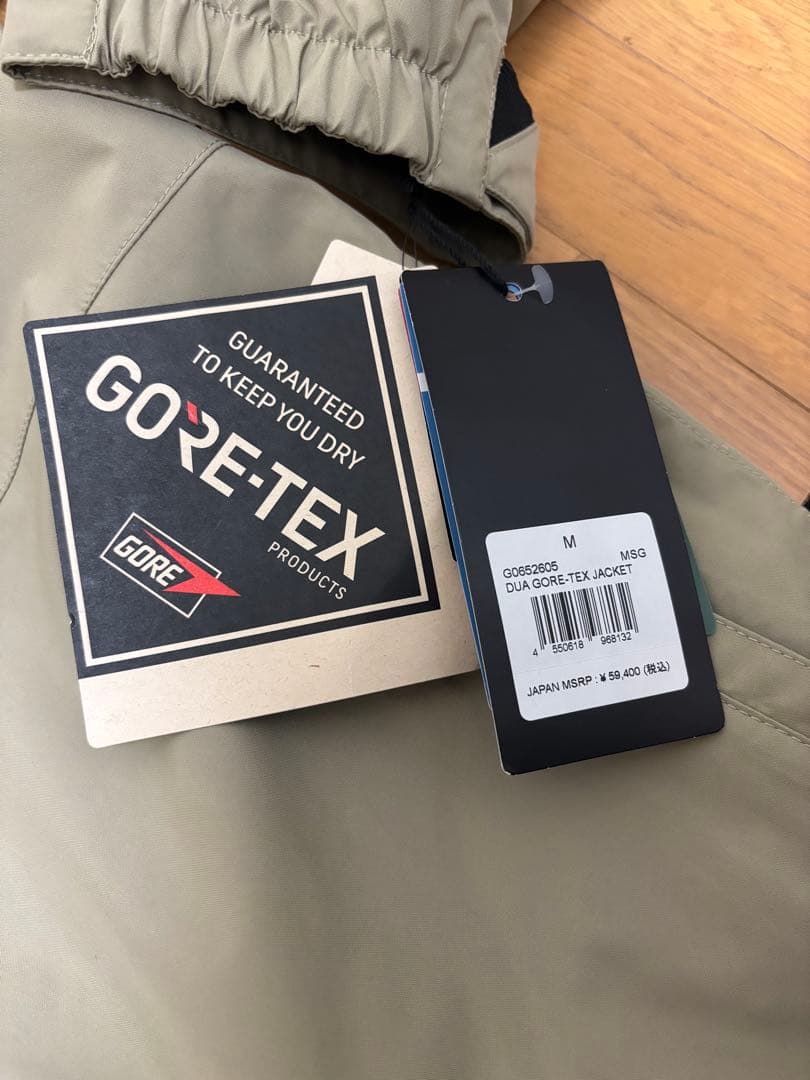 GUARANTEED
TO KEEP YOU DRY
GORE-TEX
PRODUCTS
GORE
M
G0652605 MSG
DUA GORE-TEX JACKET
4 550618 968132
JAPAN MSRP : ¥ 59,400 (税込)